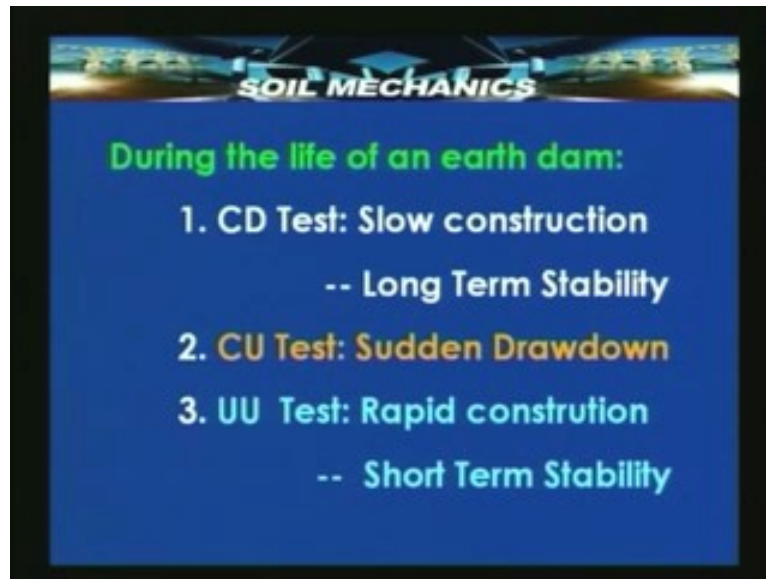 SOIL MECHANICS
During the life of an earth dam:
1. CD Test: Slow construction
-- Long Term Stability
2. CU Test: Sudden Drawdown
3. UU Test: Rapid constrution
-- Short Term Stability